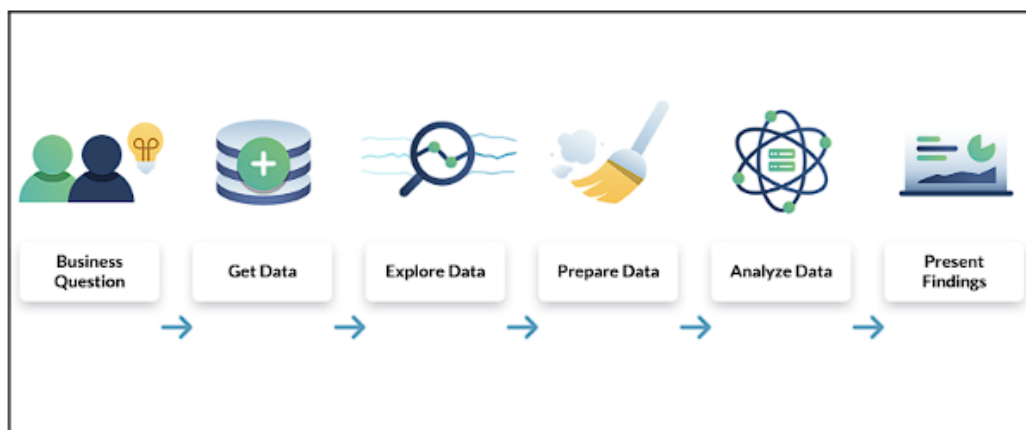 Business
Question
Get Data
Explore Data
Prepare Data
Analyze Data
Present
Findings